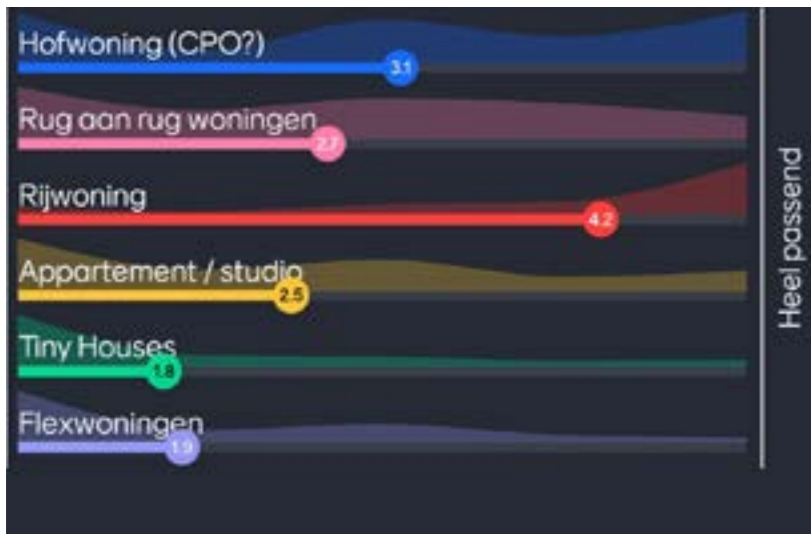 Hofwoning (CPO?)
3.1
Rug aan rug woningen
2.7
Rijwoning
4.2
Appartement / studio
2.5
Tiny Houses
1.8
Flexwoningen
1.9
Heel passend